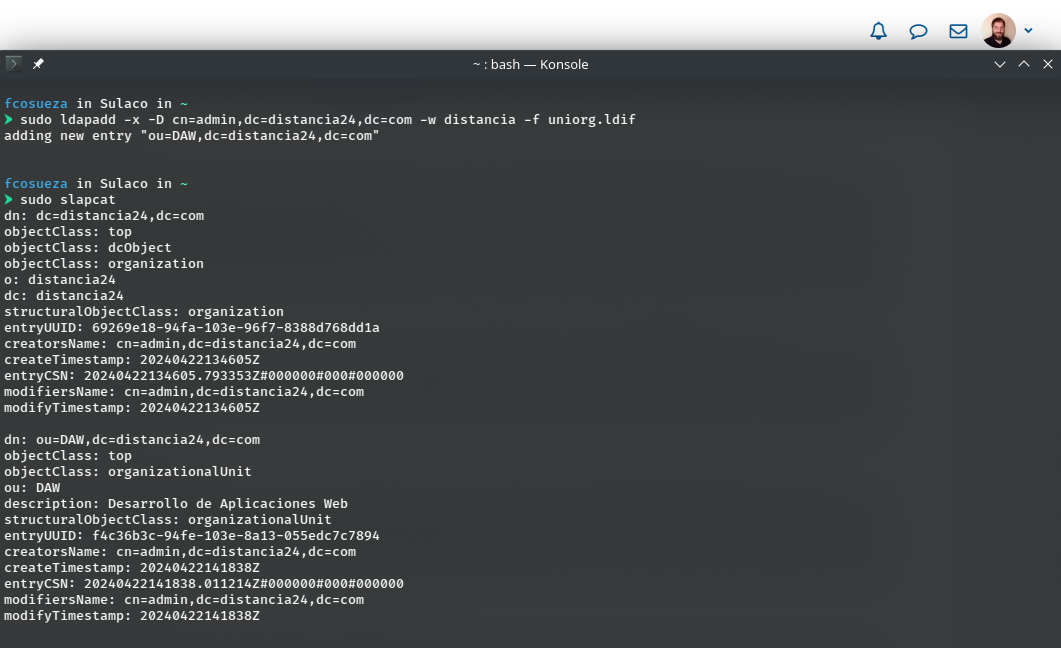 ~ : bash — Konsole
fcosueza in Sulaco in ~
➤ sudo ldapadd -x -D cn=admin,dc=distancia24,dc=com -w distancia -f uniorg.ldif
adding new entry "ou=DAW,dc=distancia24,dc=com"
fcosueza in Sulaco in ~
➤ sudo slapcat
dn: dc=distancia24,dc=com
objectClass: top
objectClass: dcObject
objectClass: organization
o: distancia24
dc: distancia24
structuralObjectClass: organization
entryUUID: 69269e18-94fa-103e-96f7-8388d768dd1a
creatorsName: cn=admin,dc=distancia24,dc=com
createTimestamp: 20240422134605Z
entryCSN: 20240422134605.793353Z#000000#000#000000
modifiersName: cn=admin,dc=distancia24,dc=com
modifyTimestamp: 20240422134605Z
dn: ou=DAW,dc=distancia24,dc=com
objectClass: top
objectClass: organizationalUnit
ou: DAW
description: Desarrollo de Aplicaciones Web
structuralObjectClass: organizationalUnit
entryUUID: f4c36b3c-94fe-103e-8a13-055edc7c7894
creatorsName: cn=admin,dc=distancia24,dc=com
createTimestamp: 20240422141838Z
entryCSN: 20240422141838.011214Z#000000#000#000000
modifiersName: cn=admin,dc=distancia24,dc=com
modifyTimestamp: 20240422141838Z